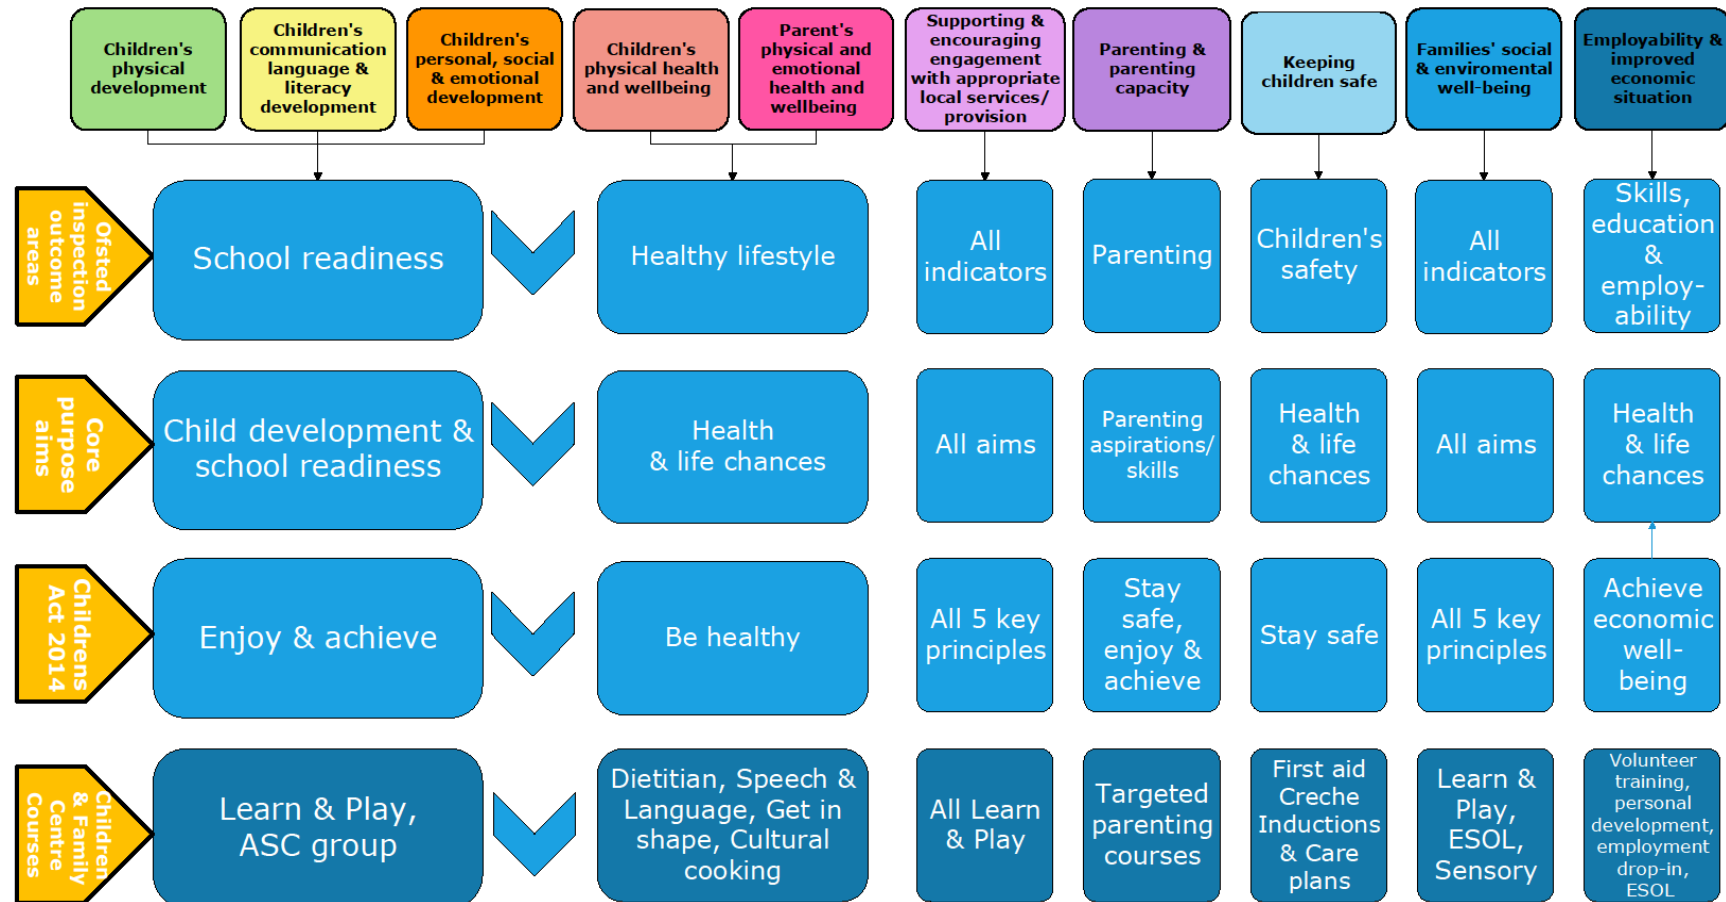 Children's
physical
development
Children's
communication
language &
literacy
development
Children's
personal, social
& emotional
development
Children's
physical health
and wellbeing
Parent's
physical and
emotional
health and
wellbeing
Supporting &
encouraging
engagement
with appropriate
local services/
provision
Parenting &
parenting
capacity
Keeping
children safe
Families' social
& enviromental
well-being
Employability &
improved
economic
situation
Ofsted
inspection
outcome
areas
School readiness
Healthy lifestyle
All
indicators
Parenting
Children's
safety
All
indicators
Skills,
education
&
employ-
ability
Core
purpose
aims
Child development &
school readiness
Health
& life chances
All aims
Parenting
aspirations/
skills
Health
& life
chances
All aims
Health
& life
chances
Childrens
Act 2014
Enjoy & achieve
Be healthy
All 5 key
principles
Stay
safe,
enjoy &
achieve
Stay safe
All 5 key
principles
Achieve
economic
well-
being
Children
& Family
Centre
Courses
Learn & Play,
ASC group
Dietitian, Speech &
Language, Get in
shape, Cultural
cooking
All Learn
& Play
Targeted
parenting
courses
First aid
Creche
Inductions
& Care
plans
Learn &
Play,
ESOL,
Sensory
Volunteer
training,
personal
development,
employment
drop-in,
ESOL